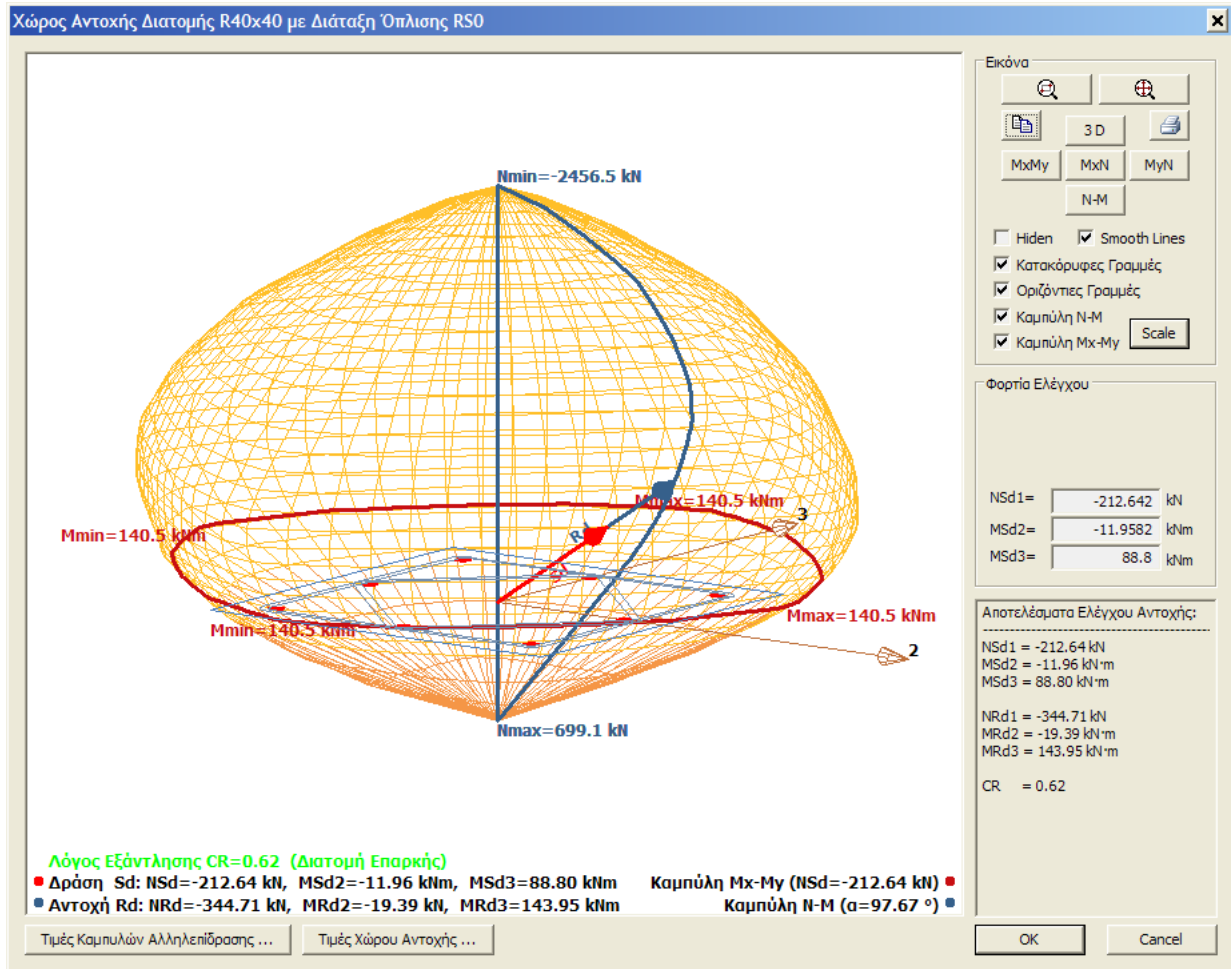 Χώρος Αντοχής Διατομής R40x40 με Διάταξη Όπλισης RS0
Nmin=-2456.5 kN
Mmax=140.5 kNm
3
Mmin=140.5 kNm
Rd
Sd
Mmin=140.5 kNm
Mmax=140.5 kNm
2
Nmax=699.1 kN
Λόγος Εξάντλησης CR=0.62 (Διατομή Επαρκής)
Δράση Sd: NSd=-212.64 kN, MSd2=-11.96 kNm, MSd3=88.80 kNm
Καμπύλη Mx-My (NSd=-212.64 kN)
Αντοχή Rd: NRd=-344.71 kN, MRd2=-19.39 kNm, MRd3=143.95 kNm
Καμπύλη N-M (α=97.67 °)
Τιμές Καμπυλών Αλληλεπίδρασης ...
Τιμές Χώρου Αντοχής ...
Εικόνα
3 D
MxMy
MxN
MyN
N-M
Hiden
Smooth Lines
Κατακόρυφες Γραμμές
Οριζόντιες Γραμμές
Καμπύλη N-M
Καμπύλη Mx-My
Scale
Φορτία Ελέγχου
NSd1= -212.642 kN
MSd2= -11.9582 kNm
MSd3= 88.8 kNm
Αποτελέσματα Ελέγχου Αντοχής:
NSd1 = -212.64 kN
MSd2 = -11.96 kN·m
MSd3 = 88.80 kN·m
NRd1 = -344.71 kN
MRd2 = -19.39 kN·m
MRd3 = 143.95 kN·m
CR = 0.62
OK
Cancel